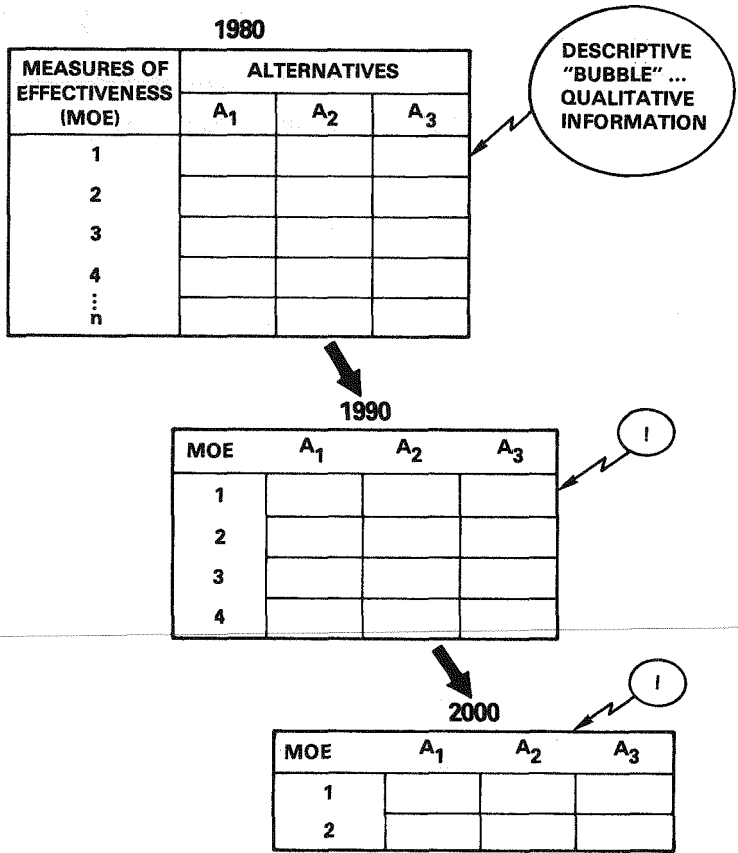 1980
MEASURES OF
EFFECTIVENESS
(MOE)
ALTERNATIVES
A1 A2 A3
1
2
3
4
⋮
n
DESCRIPTIVE
"BUBBLE" ...
QUALITATIVE
INFORMATION
1990
MOE A1 A2 A3
1
2
3
4
I
2000
MOE A1 A2 A3
1
2
I